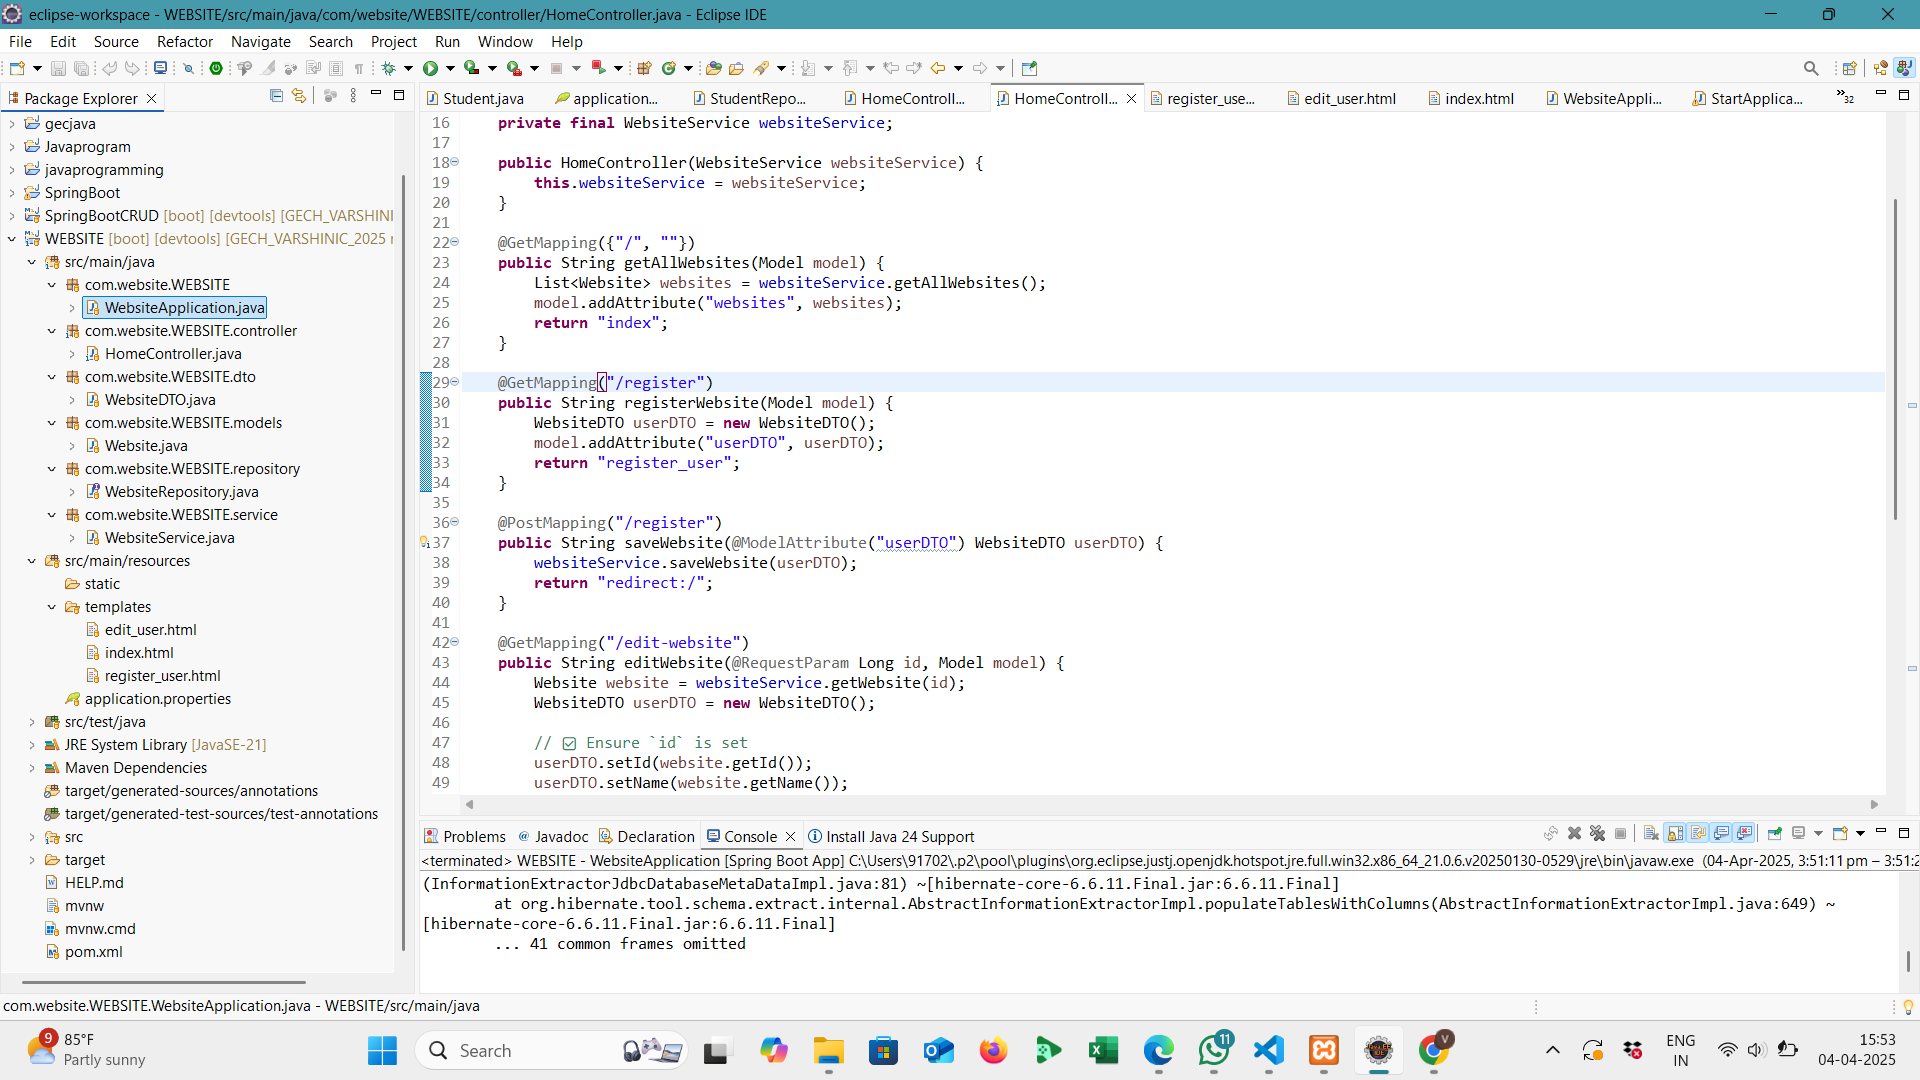 eclipse-workspace - WEBSITE/src/main/java/com/website/WEBSITE/controller/HomeController.java - Eclipse IDE
File Edit Source Refactor Navigate Search Project Run Window Help
Package Explorer
gecjava
Javaprogram
javaprogramming
SpringBoot
SpringBootCRUD [boot] [devtools] [GECH_VARSHINI
WEBSITE [boot] [devtools] [GECH_VARSHINIC_2025
src/main/java
com.website.WEBSITE
WebsiteApplication.java
com.website.WEBSITE.controller
HomeController.java
com.website.WEBSITE.dto
WebsiteDTO.java
com.website.WEBSITE.models
Website.java
com.website.WEBSITE.repository
WebsiteRepository.java
com.website.WEBSITE.service
WebsiteService.java
src/main/resources
static
templates
edit_user.html
index.html
register_user.html
application.properties
src/test/java
JRE System Library [JavaSE-21]
Maven Dependencies
target/generated-sources/annotations
target/generated-test-sources/test-annotations
src
target
HELP.md
mvnw
mvnw.cmd
pom.xml
Student.java application... StudentRepo... HomeControll... HomeControll... register_use... edit_user.html index.html WebsiteAppli... StartApplica... »32
16 private final WebsiteService websiteService;
17
18 public HomeController(WebsiteService websiteService) {
19 this.websiteService = websiteService;
20 }
21
22 @GetMapping({"/", ""})
23 public String getAllWebsites(Model model) {
24 List<Website> websites = websiteService.getAllWebsites();
25 model.addAttribute("websites", websites);
26 return "index";
27 }
28
29 @GetMapping("/register")
30 public String registerWebsite(Model model) {
31 WebsiteDTO userDTO = new WebsiteDTO();
32 model.addAttribute("userDTO", userDTO);
33 return "register_user";
34 }
35
36 @PostMapping("/register")
37 public String saveWebsite(@ModelAttribute("userDTO") WebsiteDTO userDTO) {
38 websiteService.saveWebsite(userDTO);
39 return "redirect:/";
40 }
41
42 @GetMapping("/edit-website")
43 public String editWebsite(@RequestParam Long id, Model model) {
44 Website website = websiteService.getWebsite(id);
45 WebsiteDTO userDTO = new WebsiteDTO();
46
47 // ✅ Ensure `id` is set
48 userDTO.setId(website.getId());
49 userDTO.setName(website.getName());
Problems Javadoc Declaration Console Install Java 24 Support
<terminated> WEBSITE - WebsiteApplication [Spring Boot App] C:\Users\91702\.p2\pool\plugins\org.eclipse.justj.openjdk.hotspot.jre.full.win32.x86_64_21.0.6.v20250130-0529\jre\bin\javaw.exe (04-Apr-2025, 3:51:11 pm – 3:51:2
(InformationExtractorJdbcDatabaseMetaDataImpl.java:81) ~[hibernate-core-6.6.11.Final.jar:6.6.11.Final]
at org.hibernate.tool.schema.extract.internal.AbstractInformationExtractorImpl.populateTablesWithColumns(AbstractInformationExtractorImpl.java:649) ~
[hibernate-core-6.6.11.Final.jar:6.6.11.Final]
... 41 common frames omitted
com.website.WEBSITE.WebsiteApplication.java - WEBSITE/src/main/java
9
85°F
Partly sunny
Search
11
V
ENG
IN
15:53
04-04-2025